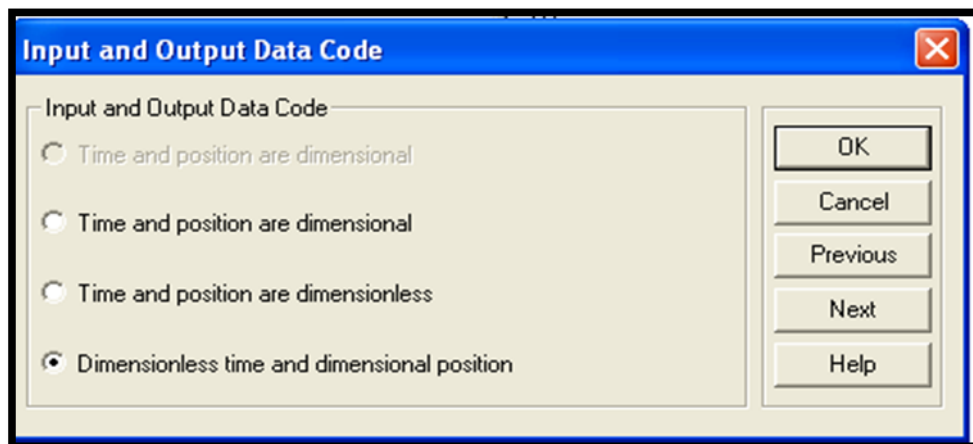 Input and Output Data Code
Input and Output Data Code
Time and position are dimensional
Time and position are dimensional
Time and position are dimensionless
Dimensionless time and dimensional position
OK
Cancel
Previous
Next
Help